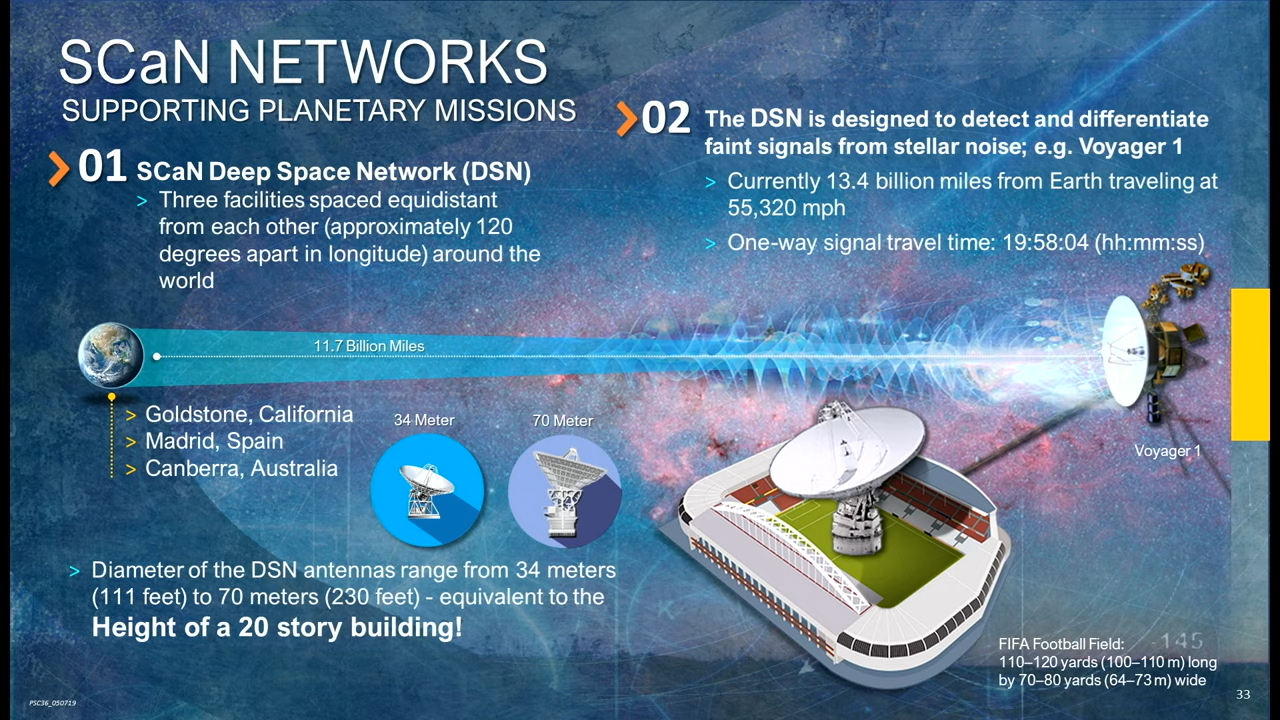 SCaN NETWORKS
SUPPORTING PLANETARY MISSIONS
01 SCaN Deep Space Network (DSN)
> Three facilities spaced equidistant
from each other (approximately 120
degrees apart in longitude) around the
world
02 The DSN is designed to detect and differentiate
faint signals from stellar noise; e.g. Voyager 1
> Currently 13.4 billion miles from Earth traveling at
55,320 mph
> One-way signal travel time: 19:58:04 (hh:mm:ss)
11.7 Billion Miles
> Goldstone, California
> Madrid, Spain
> Canberra, Australia
34 Meter
70 Meter
Voyager 1
> Diameter of the DSN antennas range from 34 meters
(111 feet) to 70 meters (230 feet) - equivalent to the
Height of a 20 story building!
-145
FIFA Football Field:
110–120 yards (100–110 m) long
by 70–80 yards (64–73 m) wide
PSC36_050719
33